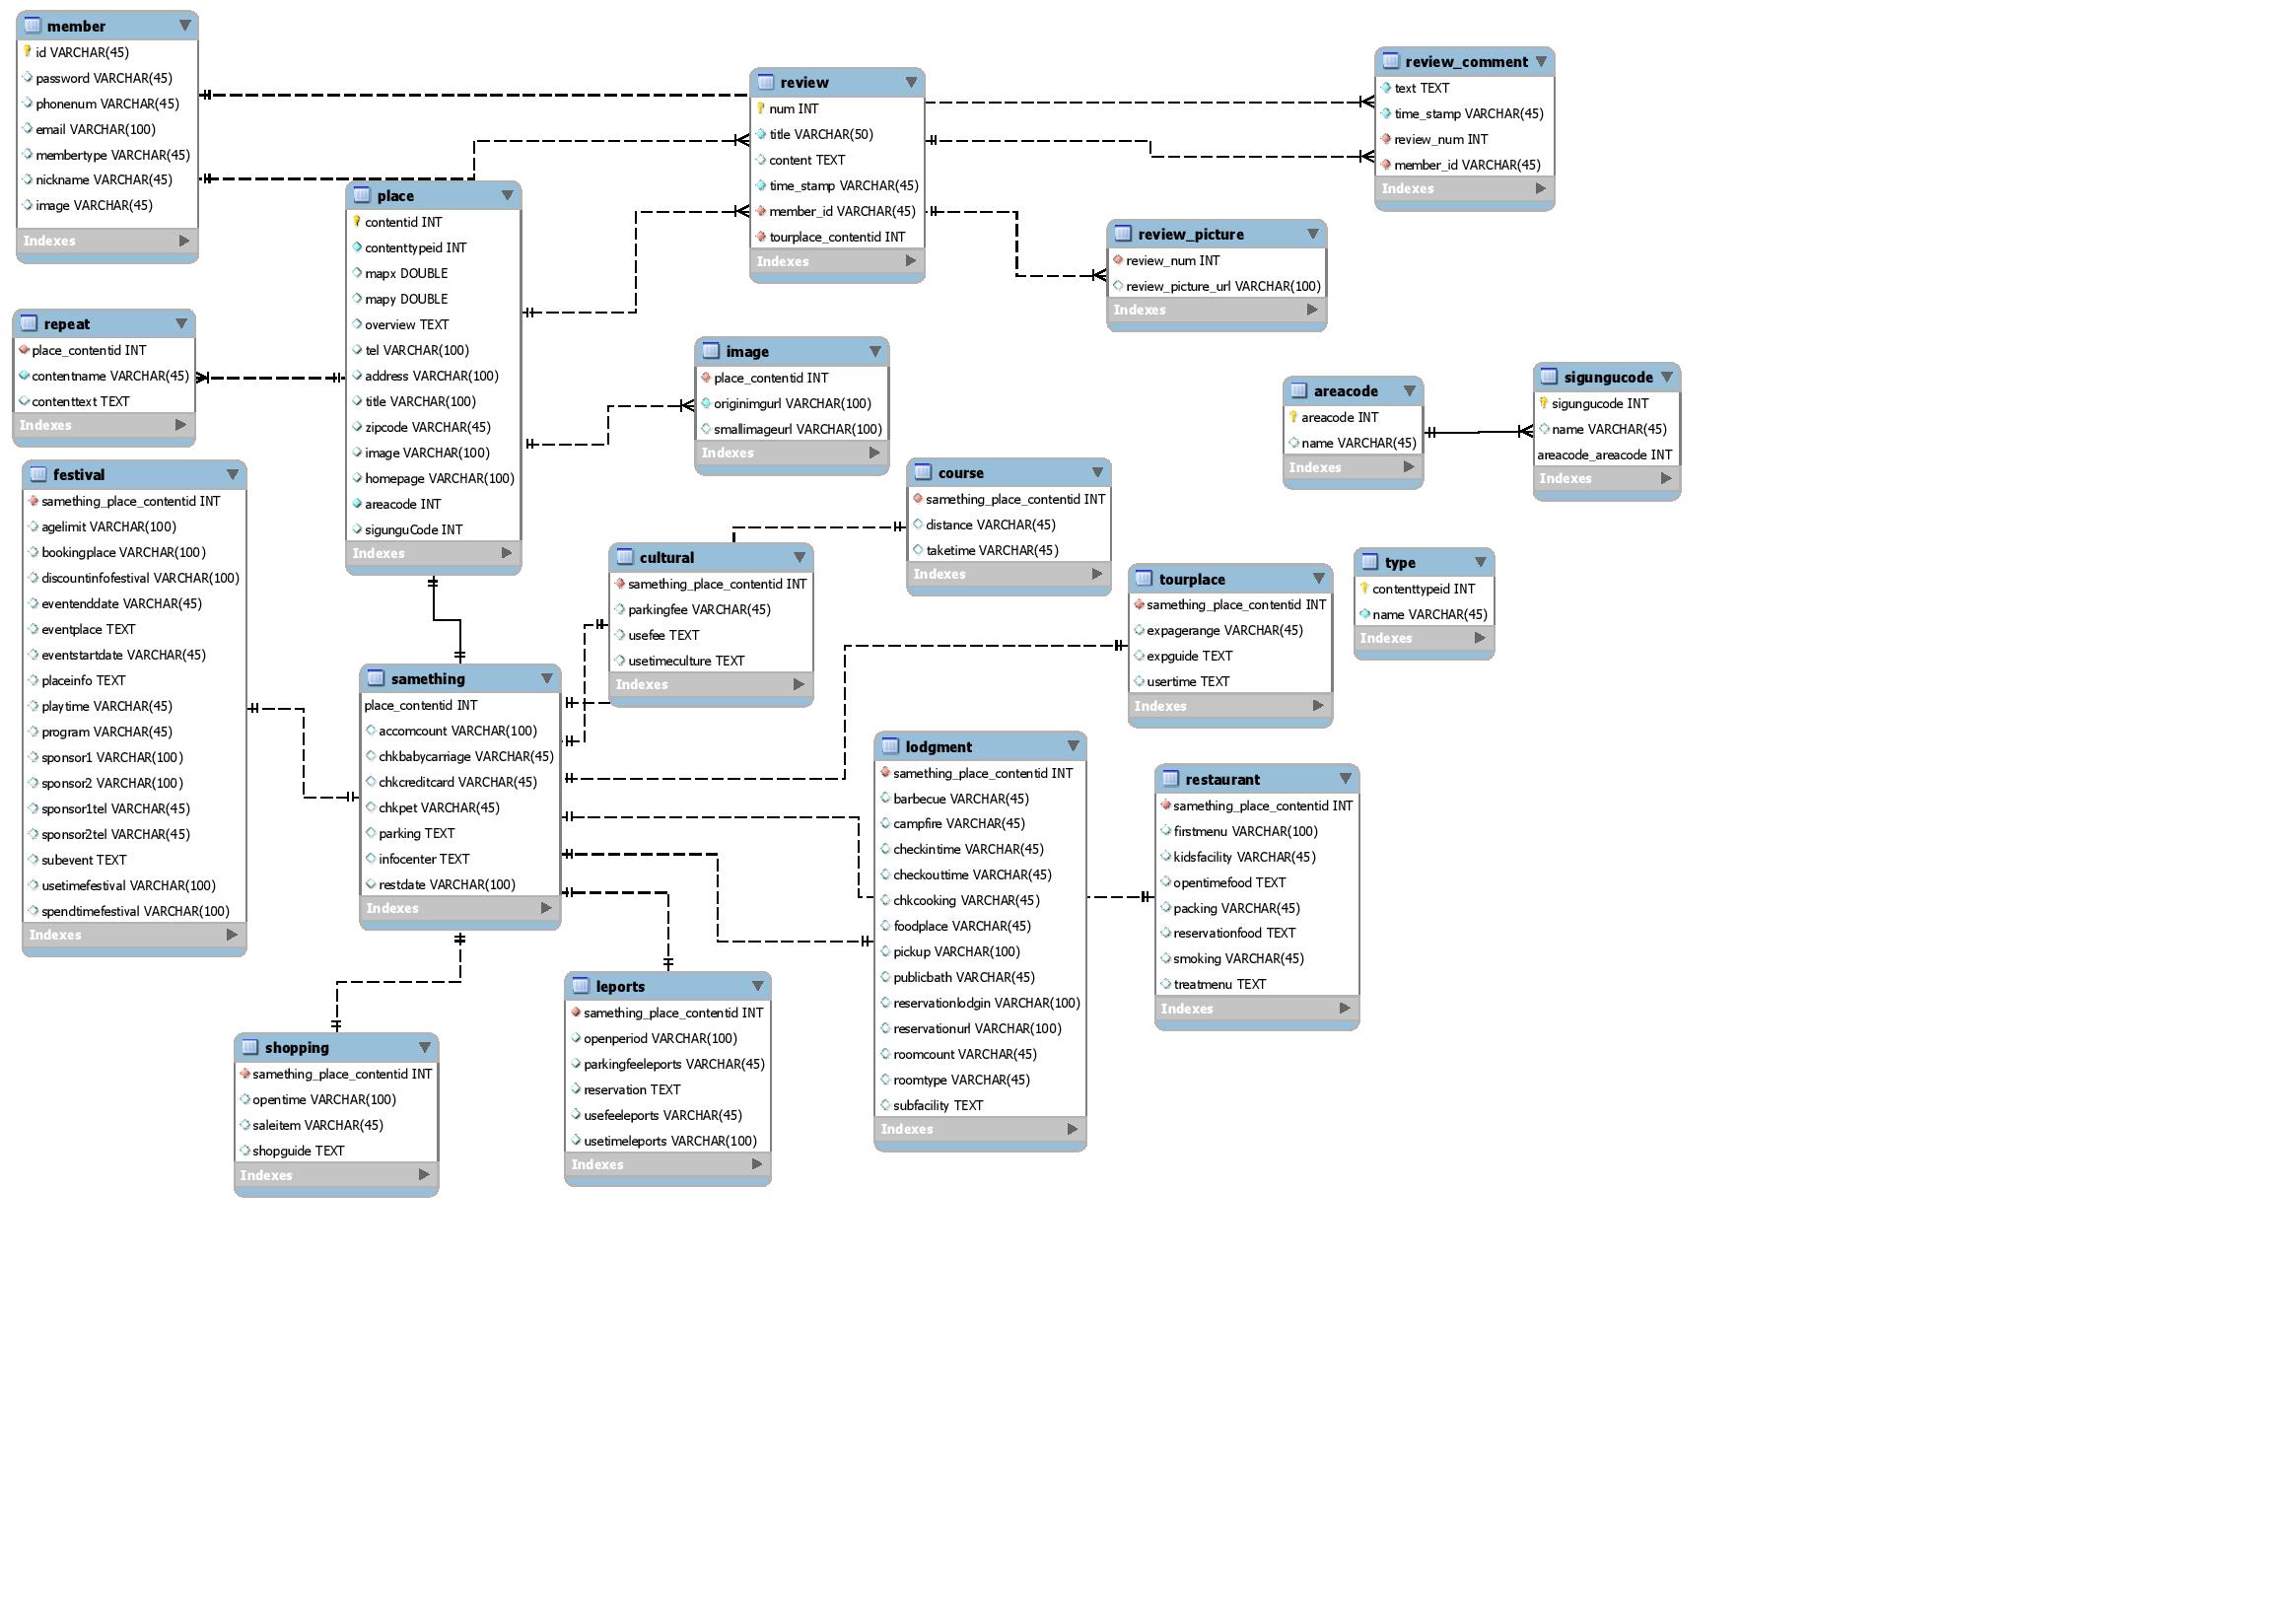 member
id VARCHAR(45)
password VARCHAR(45)
phonenum VARCHAR(45)
email VARCHAR(100)
membertype VARCHAR(45)
nickname VARCHAR(45)
image VARCHAR(45)
Indexes
place
contentid INT
contenttypeid INT
mapx DOUBLE
mapy DOUBLE
overview TEXT
tel VARCHAR(100)
address VARCHAR(100)
title VARCHAR(100)
zipcode VARCHAR(45)
image VARCHAR(100)
homepage VARCHAR(100)
areacode INT
sigunguCode INT
Indexes
review
num INT
title VARCHAR(50)
content TEXT
time_stamp VARCHAR(45)
member_id VARCHAR(45)
tourplace_contentid INT
Indexes
review_comment
text TEXT
time_stamp VARCHAR(45)
review_num INT
member_id VARCHAR(45)
Indexes
review_picture
review_num INT
review_picture_url VARCHAR(100)
Indexes
repeat
place_contentid INT
contentname VARCHAR(45)
contenttext TEXT
Indexes
image
place_contentid INT
originimgurl VARCHAR(100)
smallimageurl VARCHAR(100)
Indexes
areacode
areacode INT
name VARCHAR(45)
Indexes
sigungucode
sigungucode INT
name VARCHAR(45)
areacode_areacode INT
Indexes
festival
samething_place_contentid INT
agelimit VARCHAR(100)
bookingplace VARCHAR(100)
discountinfofestival VARCHAR(100)
eventenddate VARCHAR(45)
eventplace TEXT
eventstartdate VARCHAR(45)
placeinfo TEXT
playtime VARCHAR(45)
program VARCHAR(45)
sponsor1 VARCHAR(100)
sponsor2 VARCHAR(100)
sponsor1tel VARCHAR(45)
sponsor2tel VARCHAR(45)
subevent TEXT
usetimefestival VARCHAR(100)
spendtimefestival VARCHAR(100)
Indexes
course
samething_place_contentid INT
distance VARCHAR(45)
taketime VARCHAR(45)
Indexes
cultural
samething_place_contentid INT
parkingfee VARCHAR(45)
usefee TEXT
usetimeculture TEXT
Indexes
tourplace
samething_place_contentid INT
expagerange VARCHAR(45)
expguide TEXT
usertime TEXT
Indexes
type
contenttypeid INT
name VARCHAR(45)
Indexes
samething
place_contentid INT
accomcount VARCHAR(100)
chkbabycarriage VARCHAR(45)
chkcreditcard VARCHAR(45)
chkpet VARCHAR(45)
parking TEXT
infocenter TEXT
restdate VARCHAR(100)
Indexes
lodgment
samething_place_contentid INT
barbecue VARCHAR(45)
campfire VARCHAR(45)
checkintime VARCHAR(45)
checkouttime VARCHAR(45)
chkcooking VARCHAR(45)
foodplace VARCHAR(45)
pickup VARCHAR(100)
publicbath VARCHAR(45)
reservationlodgin VARCHAR(100)
reservationurl VARCHAR(100)
roomcount VARCHAR(45)
roomtype VARCHAR(45)
subfacility TEXT
Indexes
restaurant
samething_place_contentid INT
firstmenu VARCHAR(100)
kidsfacility VARCHAR(45)
opentimefood TEXT
packing VARCHAR(45)
reservationfood TEXT
smoking VARCHAR(45)
treatmenu TEXT
Indexes
leports
samething_place_contentid INT
openperiod VARCHAR(100)
parkingfeeleports VARCHAR(45)
reservation TEXT
usefeeleports VARCHAR(45)
usetimeleports VARCHAR(100)
Indexes
shopping
samething_place_contentid INT
opentime VARCHAR(100)
saleitem VARCHAR(45)
shopguide TEXT
Indexes